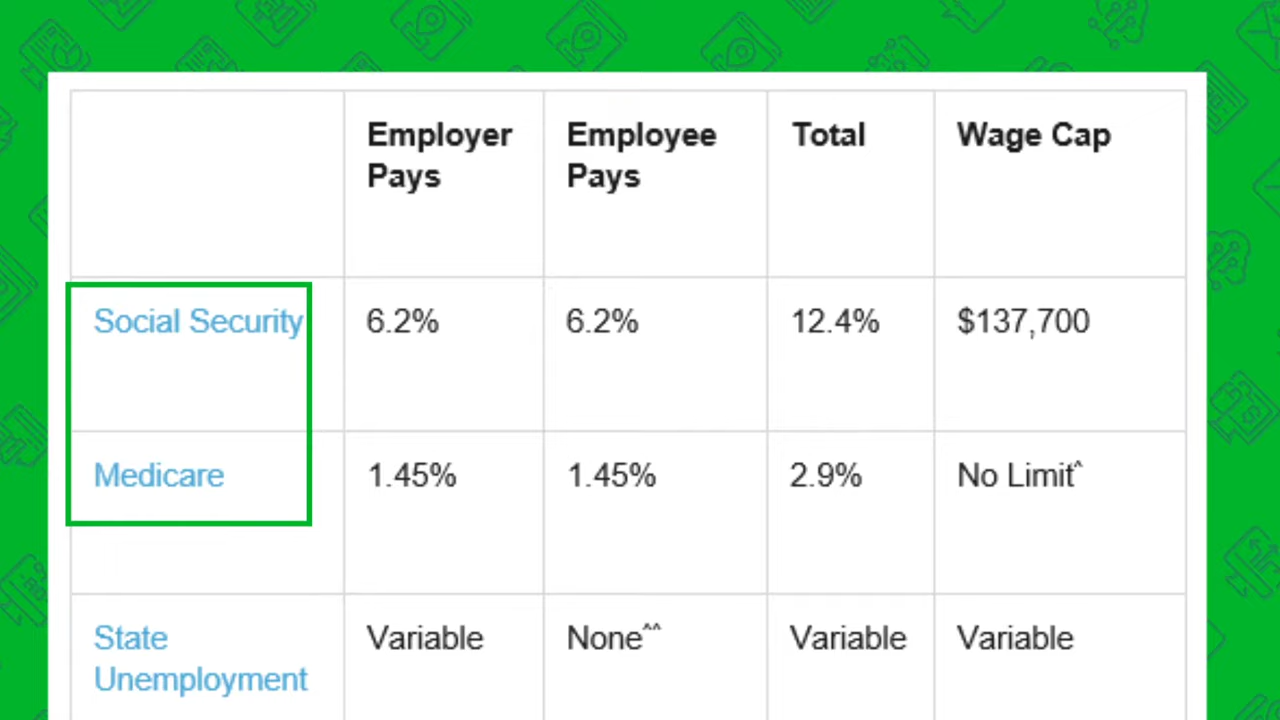 Employer Pays Employee Pays Total Wage Cap
Social Security 6.2% 6.2% 12.4% $137,700
Medicare 1.45% 1.45% 2.9% No Limit^
State Unemployment Variable None^^ Variable Variable